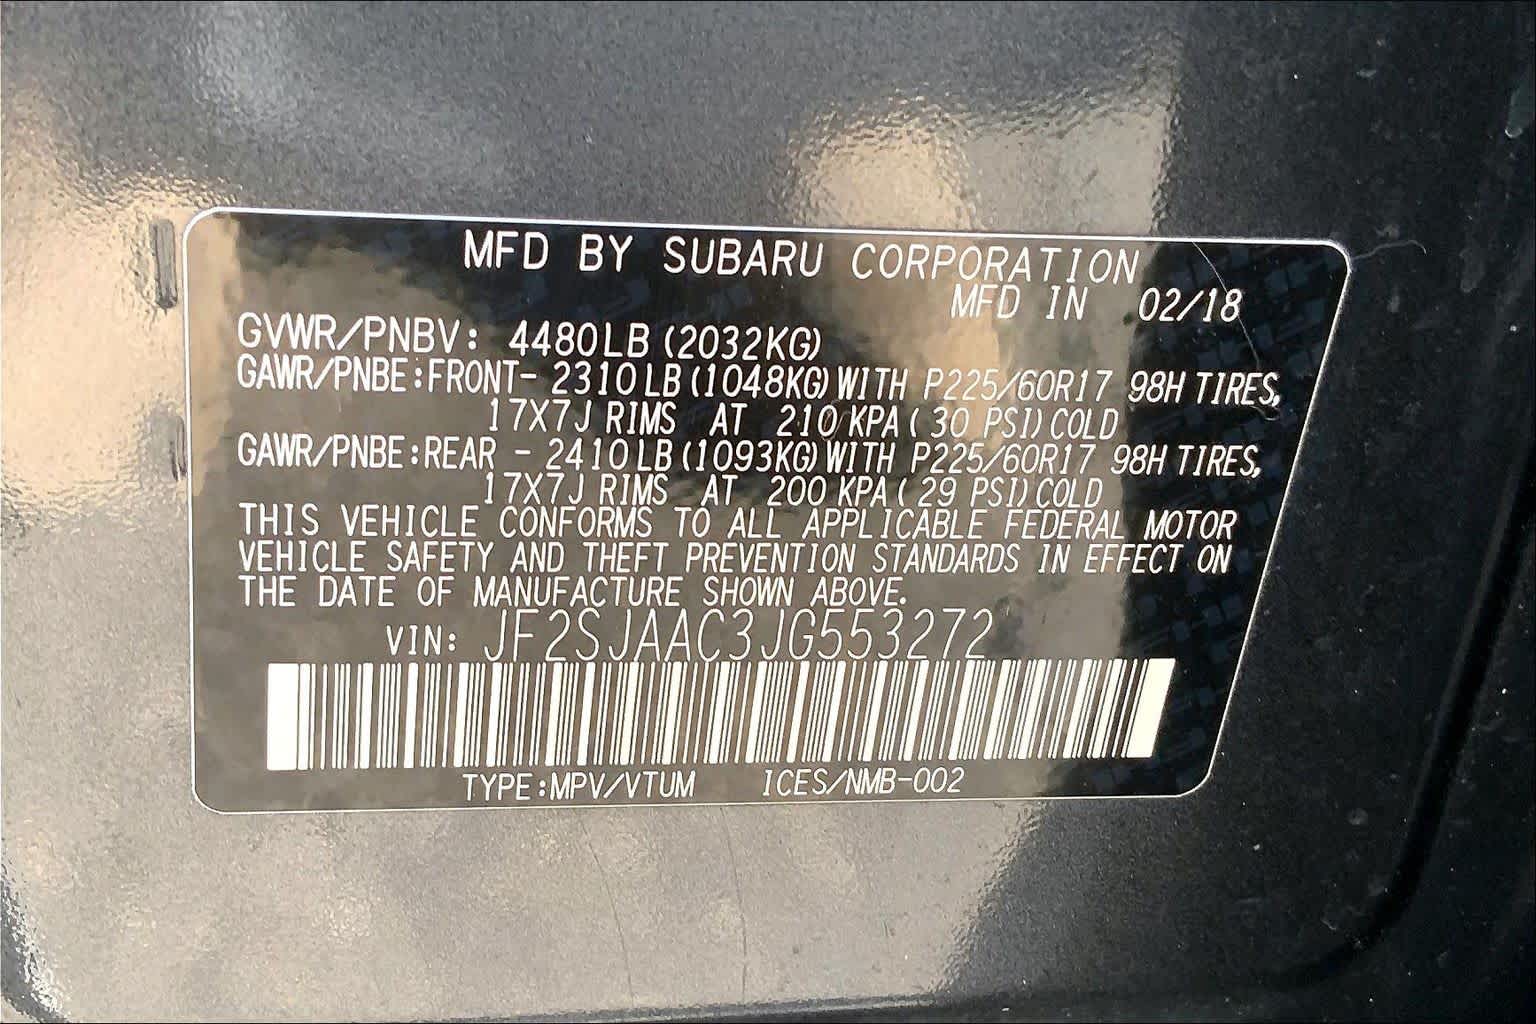 MFD BY SUBARU CORPORATION
MFD IN 02/18
GVWR/PNBV: 4480LB (2032KG)
GAWR/PNBE:FRONT- 2310LB (1048KG) WITH P225/60R17 98H TIRES,
17X7J RIMS AT 210 KPA (30 PSI) COLD
GAWR/PNBE:REAR - 2410LB (1093KG) WITH P225/60R17 98H TIRES,
17X7J RIMS AT 200 KPA (29 PSI) COLD
THIS VEHICLE CONFORMS TO ALL APPLICABLE FEDERAL MOTOR
VEHICLE SAFETY AND THEFT PREVENTION STANDARDS IN EFFECT ON
THE DATE OF MANUFACTURE SHOWN ABOVE.
VIN: JF2SJAAC3JG553272
TYPE:MPV/VTUM ICES/NMB-002